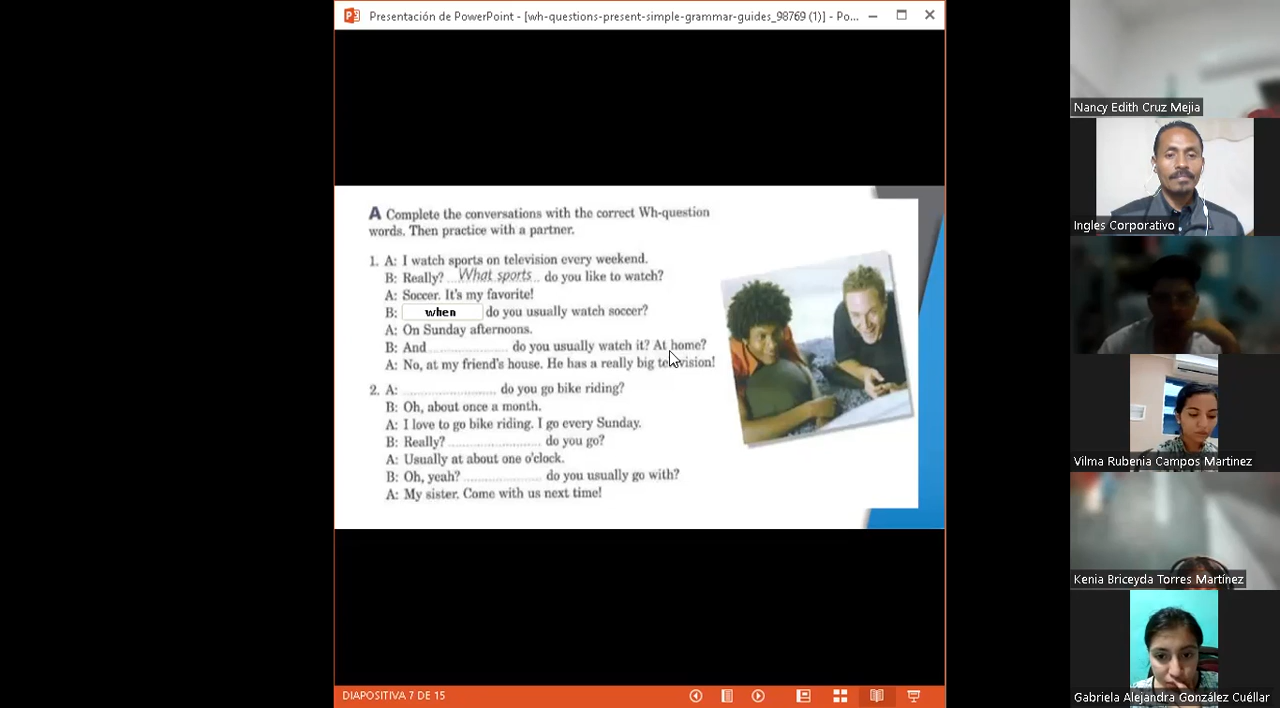 Presentación de PowerPoint - [wh-questions-present-simple-grammar-guides_98769 (1)] - Po...
A Complete the conversations with the correct Wh-question
words. Then practice with a partner.
1. A: I watch sports on television every weekend.
B: Really? What sports do you like to watch?
A: Soccer. It's my favorite!
B: when do you usually watch soccer?
A: On Sunday afternoons.
B: And ............ do you usually watch it? At home?
A: No, at my friend's house. He has a really big television!
2. A: ............ do you go bike riding?
B: Oh, about once a month.
A: I love to go bike riding. I go every Sunday.
B: Really? ............ do you go?
A: Usually at about one o'clock.
B: Oh, yeah? ............ do you usually go with?
A: My sister. Come with us next time!
DIAPOSITIVA 7 DE 15
Nancy Edith Cruz Mejia
Ingles Corporativo
Vilma Rubenia Campos Martinez
Kenia Briceyda Torres Martínez
Gabriela Alejandra González Cuéllar